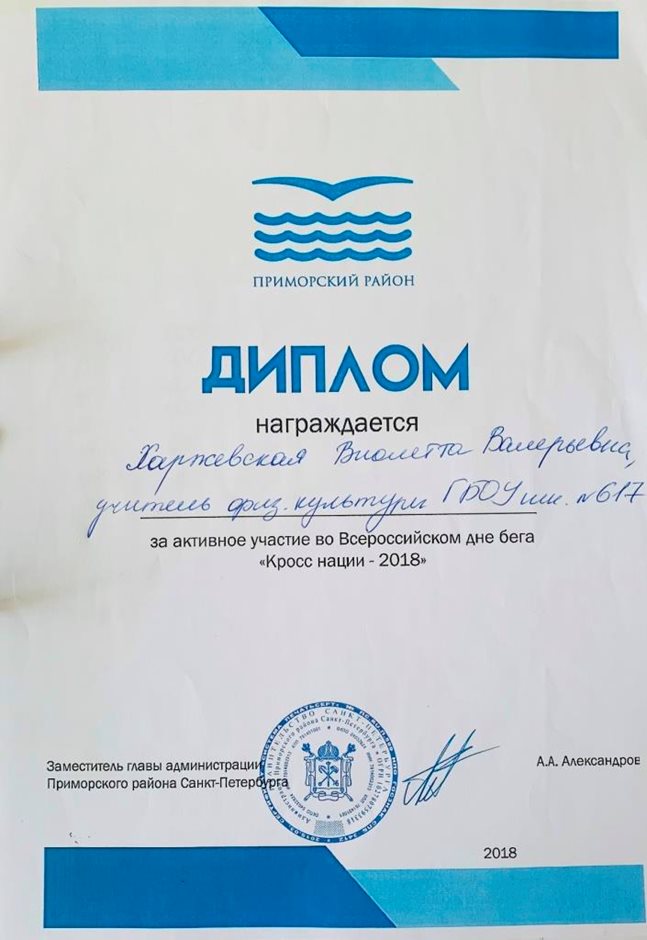 ПРИМОРСКИЙ РАЙОН
ДИПЛОМ
награждается
Харжевская Виолетта Валерьевна,
учитель физ. культуры ГБОУ шк. №617
за активное участие во Всероссийском дне бега
«Кросс нации - 2018»
Заместитель главы администрации
Приморского района Санкт-Петербурга
А.А. Александров
2018